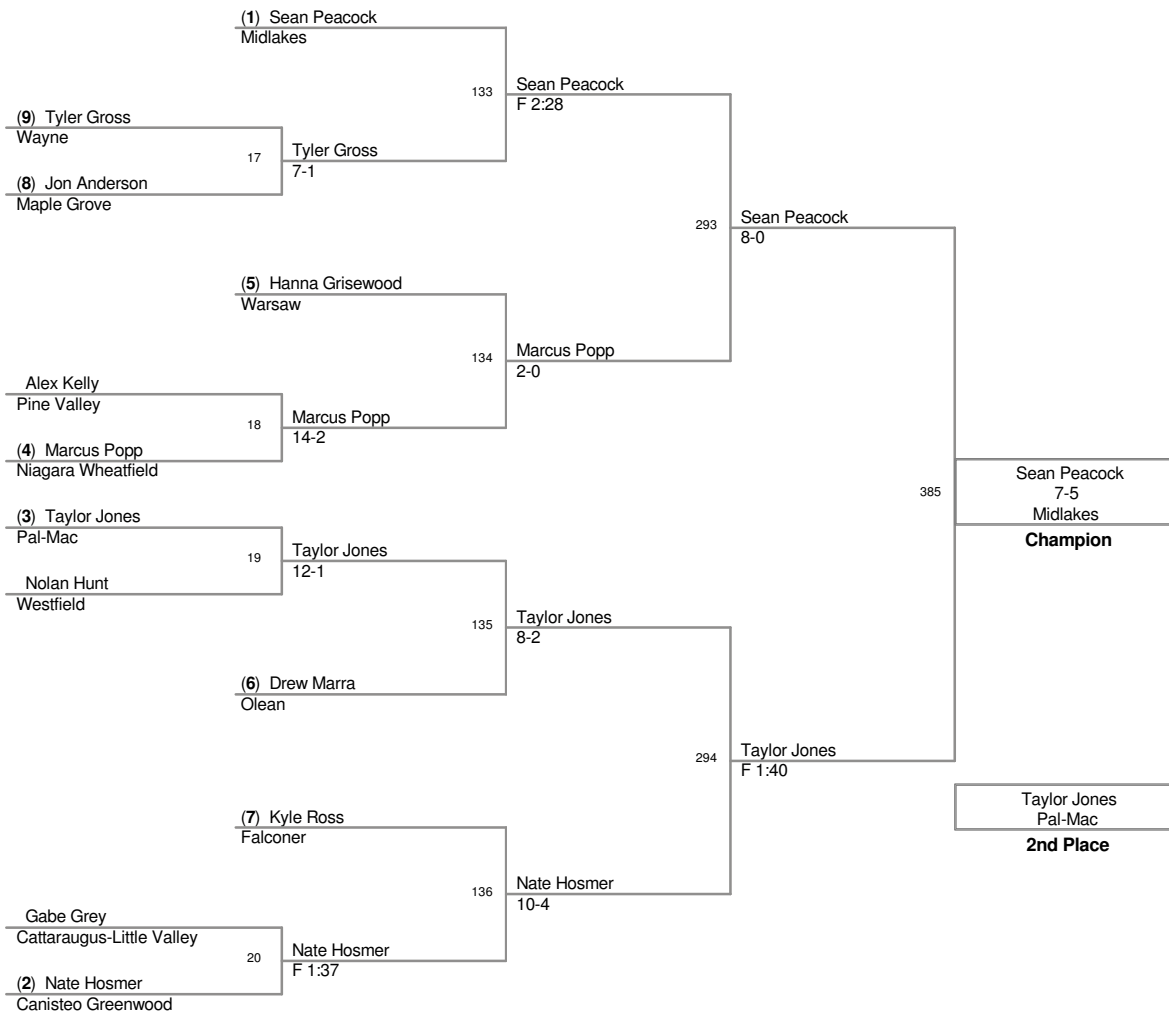 (1) Sean Peacock
Midlakes
133
Sean Peacock
F 2:28
(9) Tyler Gross
Wayne
17
Tyler Gross
7-1
(8) Jon Anderson
Maple Grove
293
Sean Peacock
8-0
(5) Hanna Grisewood
Warsaw
134
Marcus Popp
2-0
Alex Kelly
Pine Valley
18
Marcus Popp
14-2
(4) Marcus Popp
Niagara Wheatfield
385
Sean Peacock
7-5
Midlakes
Champion
(3) Taylor Jones
Pal-Mac
19
Taylor Jones
12-1
Nolan Hunt
Westfield
135
Taylor Jones
8-2
(6) Drew Marra
Olean
294
Taylor Jones
F 1:40
Taylor Jones
Pal-Mac
2nd Place
(7) Kyle Ross
Falconer
136
Nate Hosmer
10-4
Gabe Grey
Cattaraugus-Little Valley
20
Nate Hosmer
F 1:37
(2) Nate Hosmer
Canisteo Greenwood